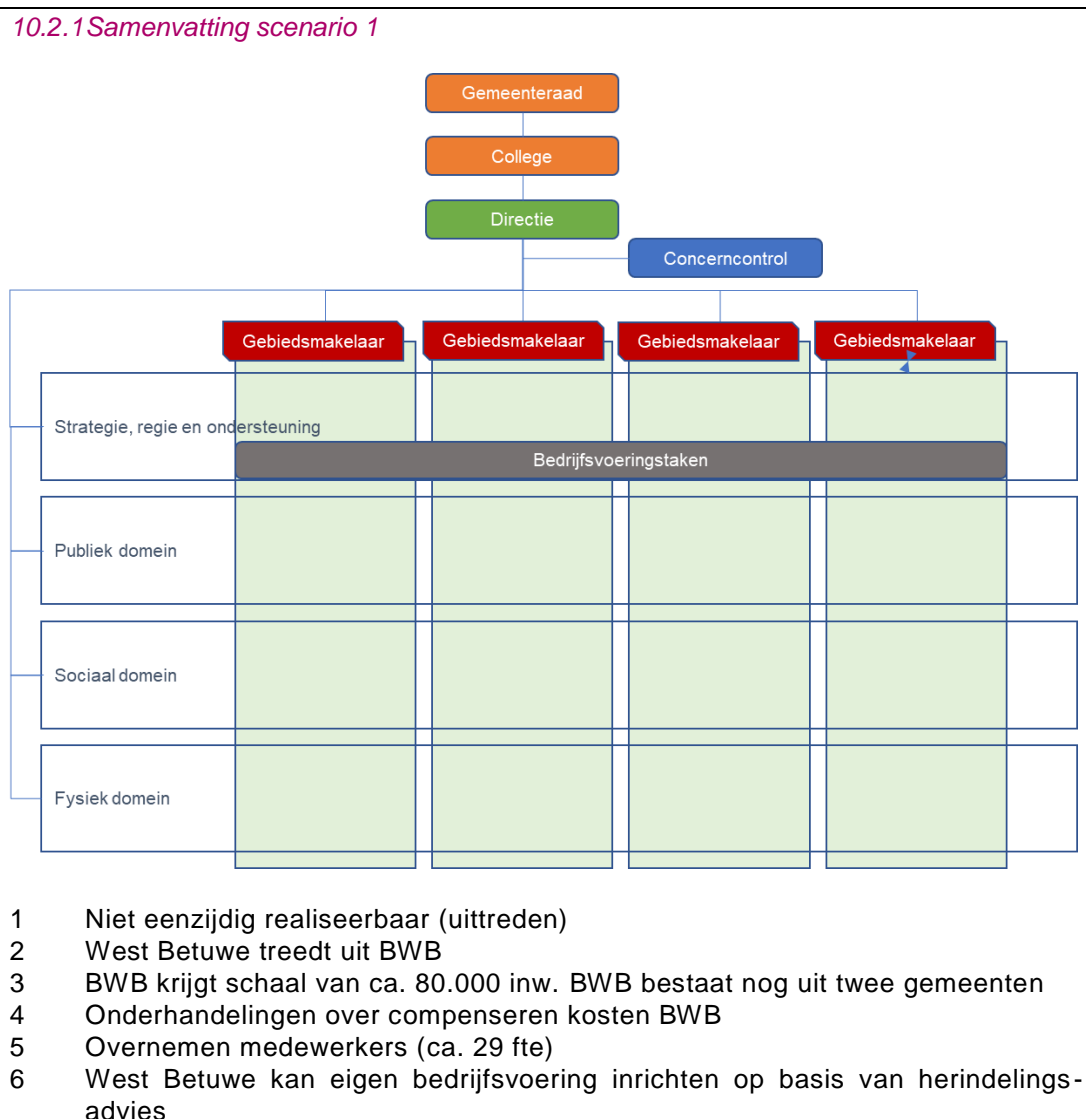 10.2.1Samenvatting scenario 1
Gemeenteraad
College
Directie
Concerncontrol
Gebiedsmakelaar
Gebiedsmakelaar
Gebiedsmakelaar
Gebiedsmakelaar
Strategie, regie en ondersteuning
Bedrijfsvoeringstaken
Publiek domein
Sociaal domein
Fysiek domein
1 Niet eenzijdig realiseerbaar (uittreden)
2 West Betuwe treedt uit BWB
3 BWB krijgt schaal van ca. 80.000 inw. BWB bestaat nog uit twee gemeenten
4 Onderhandelingen over compenseren kosten BWB
5 Overnemen medewerkers (ca. 29 fte)
6 West Betuwe kan eigen bedrijfsvoering inrichten op basis van herindelings-
advies